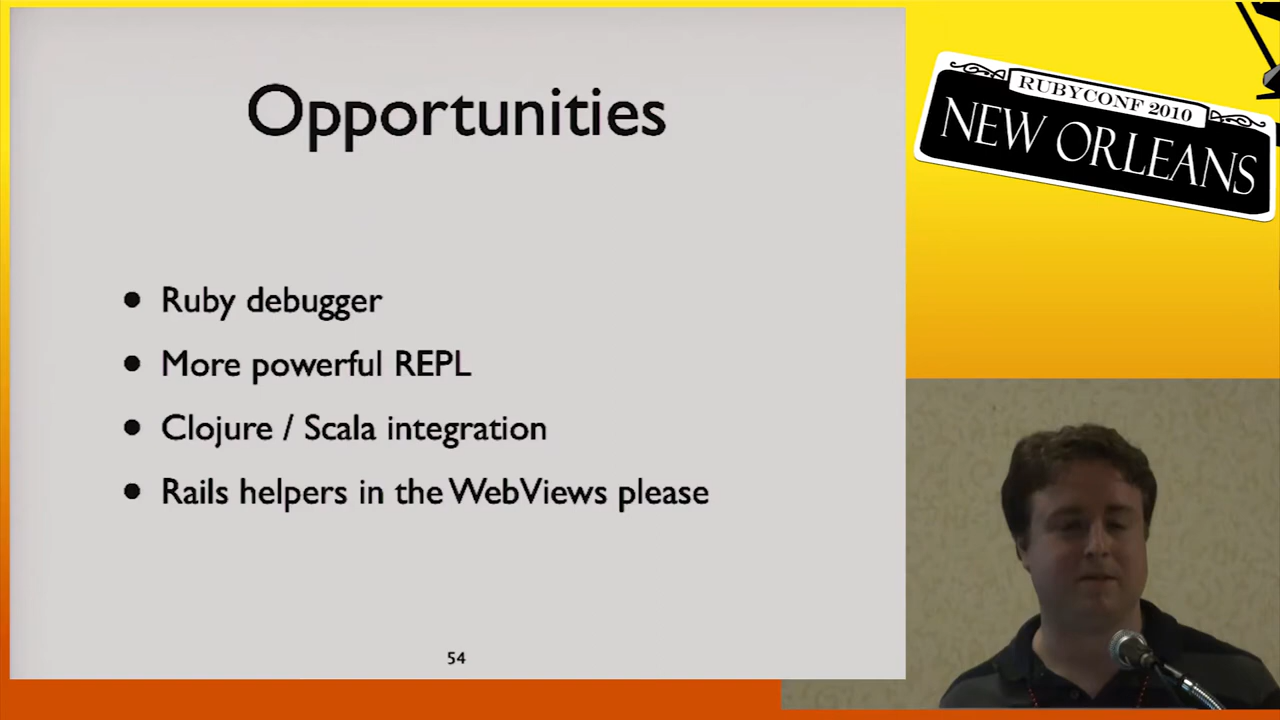 Opportunities
• Ruby debugger
• More powerful REPL
• Clojure / Scala integration
• Rails helpers in the WebViews please
54
RUBYCONF 2010
NEW ORLEANS